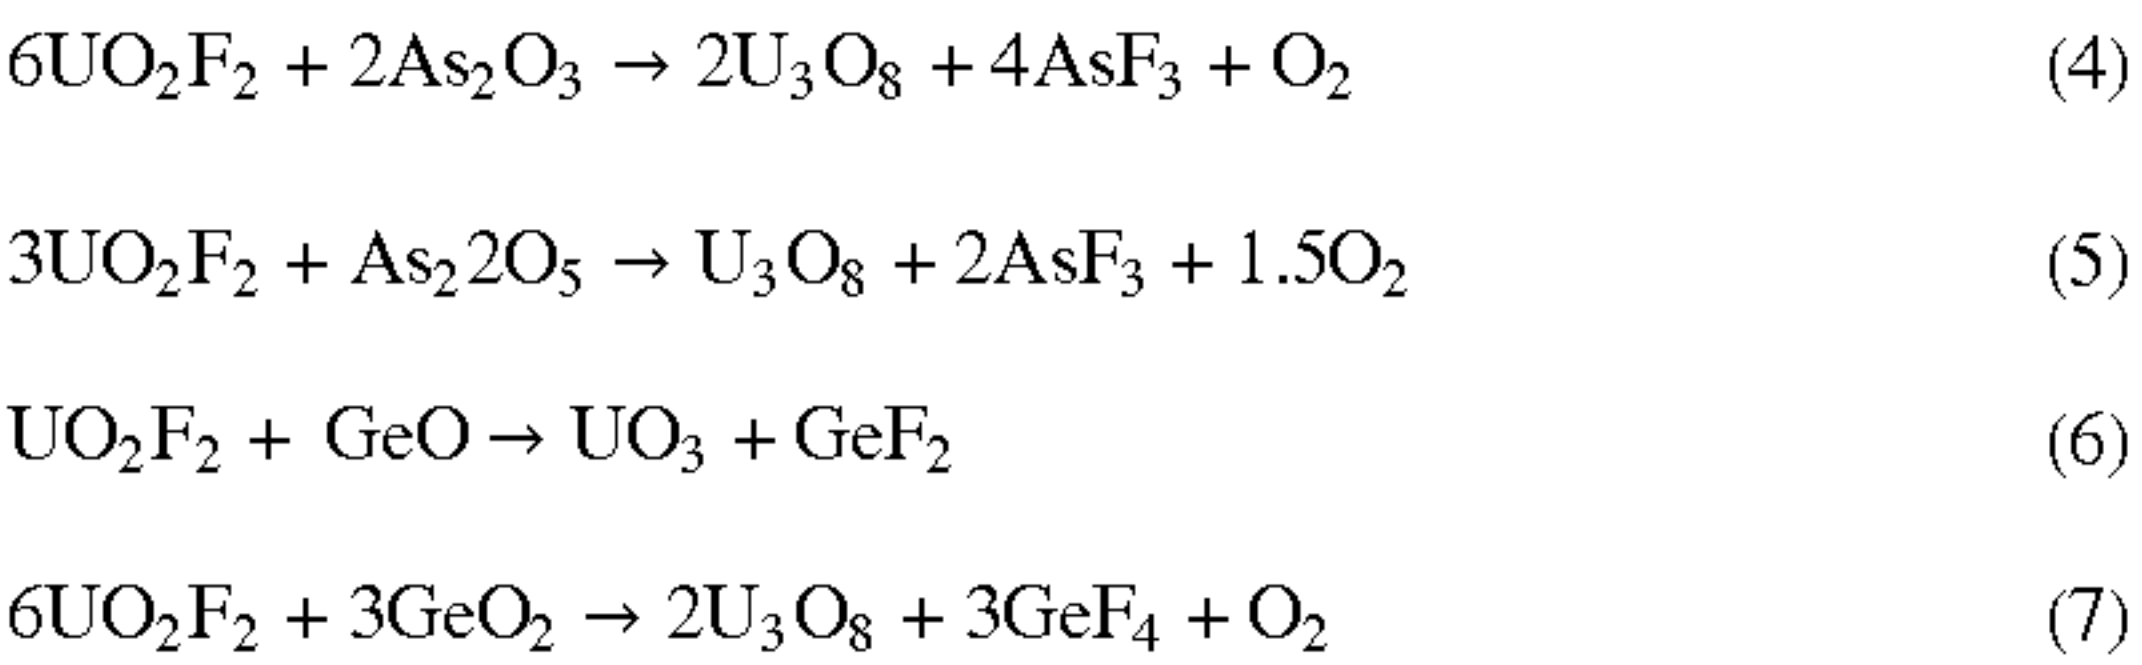 6UO₂F₂ + 2As₂O₃ → 2U₃O₈ + 4AsF₃ + O₂ (4)
3UO₂F₂ + As₂2O₅ → U₃O₈ + 2AsF₃ + 1.5O₂ (5)
UO₂F₂ + GeO → UO₃ + GeF₂ (6)
6UO₂F₂ + 3GeO₂ → 2U₃O₈ + 3GeF₄ + O₂ (7)